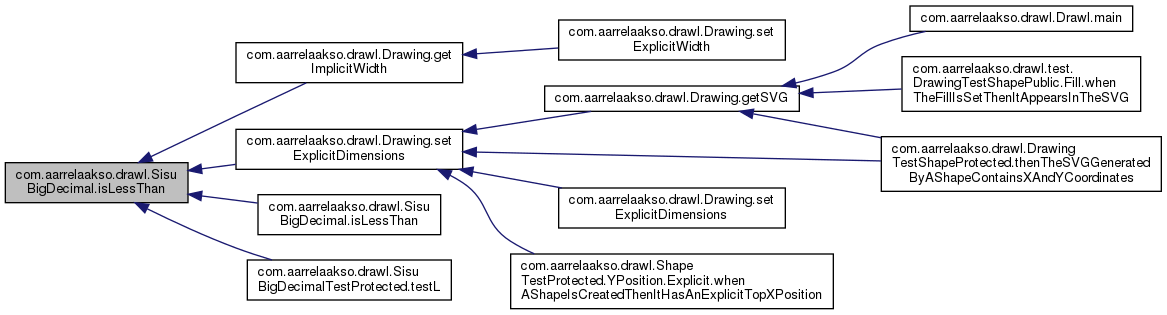 com.aarrelaakso.drawl.Sisu
BigDecimal.isLessThan
com.aarrelaakso.drawl.Drawing.get
ImplicitWidth
com.aarrelaakso.drawl.Drawing.set
ExplicitWidth
com.aarrelaakso.drawl.Drawing.set
ExplicitDimensions
com.aarrelaakso.drawl.Drawing.getSVG
com.aarrelaakso.drawl.Drawl.main
com.aarrelaakso.drawl.test.
DrawingTestShapePublic.Fill.when
TheFillIsSetThenItAppearsInTheSVG
com.aarrelaakso.drawl.Drawing
TestShapeProtected.thenTheSVGGenerated
ByAShapeContainsXAndYCoordinates
com.aarrelaakso.drawl.Drawing.set
ExplicitDimensions
com.aarrelaakso.drawl.Shape
TestProtected.YPosition.Explicit.when
AShapeIsCreatedThenItHasAnExplicitTopXPosition
com.aarrelaakso.drawl.Sisu
BigDecimal.isLessThan
com.aarrelaakso.drawl.Sisu
BigDecimalTestProtected.testL